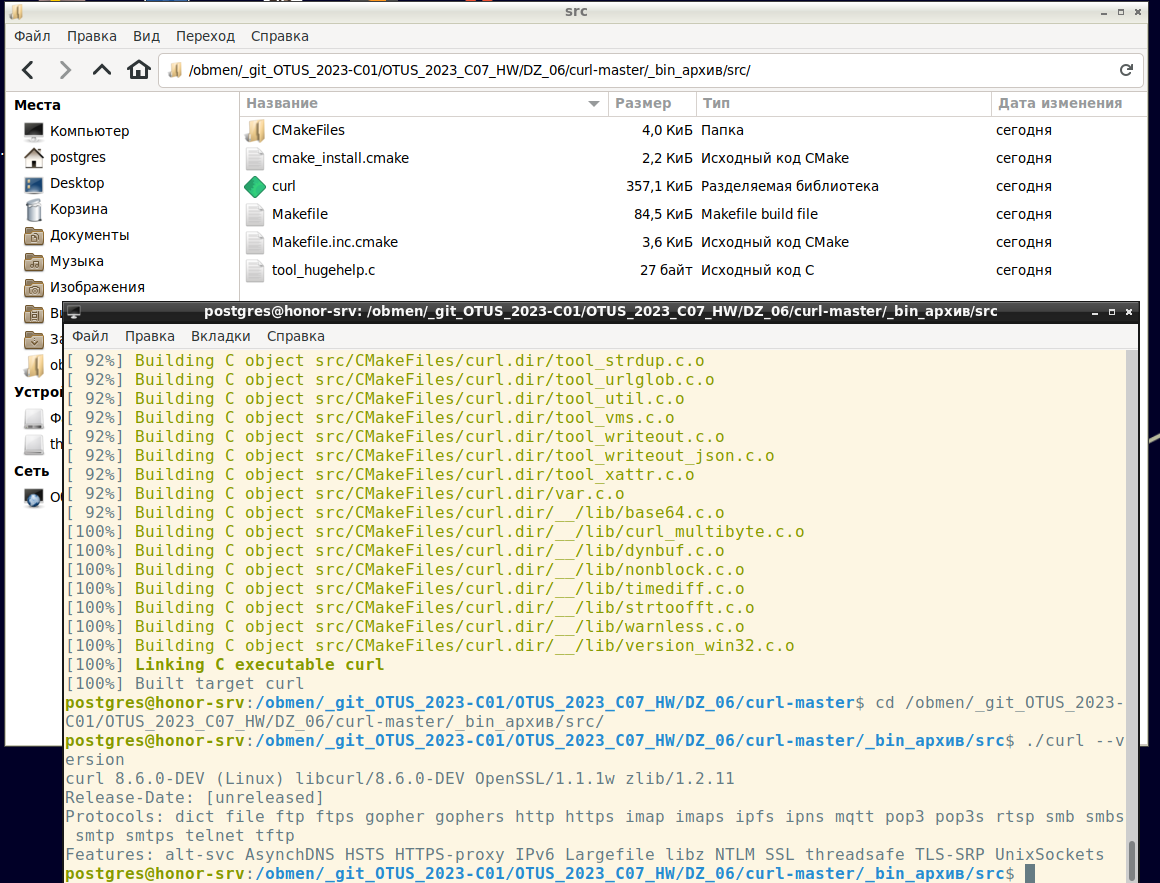 src
Файл Правка Вид Переход Справка
/obmen/_git_OTUS_2023-C01/OTUS_2023_C07_HW/DZ_06/curl-master/_bin_архив/src/
Места
Компьютер
postgres
Desktop
Корзина
Документы
Музыка
Изображения
Устро
Сеть
Название Размер Тип Дата изменения
CMakeFiles 4,0 КиБ Папка сегодня
cmake_install.cmake 2,2 КиБ Исходный код CMake сегодня
curl 357,1 КиБ Разделяемая библиотека сегодня
Makefile 84,5 КиБ Makefile build file сегодня
Makefile.inc.cmake 3,6 КиБ Исходный код CMake сегодня
tool_hugehelp.c 27 байт Исходный код C сегодня
postgres@honor-srv: /obmen/_git_OTUS_2023-C01/OTUS_2023_C07_HW/DZ_06/curl-master/_bin_архив/src
Файл Правка Вкладки Справка
[ 92%] Building C object src/CMakeFiles/curl.dir/tool_strdup.c.o
[ 92%] Building C object src/CMakeFiles/curl.dir/tool_urlglob.c.o
[ 92%] Building C object src/CMakeFiles/curl.dir/tool_util.c.o
[ 92%] Building C object src/CMakeFiles/curl.dir/tool_vms.c.o
[ 92%] Building C object src/CMakeFiles/curl.dir/tool_writeout.c.o
[ 92%] Building C object src/CMakeFiles/curl.dir/tool_writeout_json.c.o
[ 92%] Building C object src/CMakeFiles/curl.dir/tool_xattr.c.o
[ 92%] Building C object src/CMakeFiles/curl.dir/var.c.o
[ 92%] Building C object src/CMakeFiles/curl.dir/__/lib/base64.c.o
[100%] Building C object src/CMakeFiles/curl.dir/__/lib/curl_multibyte.c.o
[100%] Building C object src/CMakeFiles/curl.dir/__/lib/dynbuf.c.o
[100%] Building C object src/CMakeFiles/curl.dir/__/lib/nonblock.c.o
[100%] Building C object src/CMakeFiles/curl.dir/__/lib/timediff.c.o
[100%] Building C object src/CMakeFiles/curl.dir/__/lib/strtoofft.c.o
[100%] Building C object src/CMakeFiles/curl.dir/__/lib/warnless.c.o
[100%] Building C object src/CMakeFiles/curl.dir/__/lib/version_win32.c.o
[100%] Linking C executable curl
[100%] Built target curl
postgres@honor-srv:/obmen/_git_OTUS_2023-C01/OTUS_2023_C07_HW/DZ_06/curl-master$ cd /obmen/_git_OTUS_2023-
C01/OTUS_2023_C07_HW/DZ_06/curl-master/_bin_архив/src/
postgres@honor-srv:/obmen/_git_OTUS_2023-C01/OTUS_2023_C07_HW/DZ_06/curl-master/_bin_архив/src$ ./curl --v
ersion
curl 8.6.0-DEV (Linux) libcurl/8.6.0-DEV OpenSSL/1.1.1w zlib/1.2.11
Release-Date: [unreleased]
Protocols: dict file ftp ftps gopher gophers http https imap imaps ipfs ipns mqtt pop3 pop3s rtsp smb smbs
smtp smtps telnet tftp
Features: alt-svc AsynchDNS HSTS HTTPS-proxy IPv6 Largefile libz NTLM SSL threadsafe TLS-SRP UnixSockets
postgres@honor-srv:/obmen/_git_OTUS_2023-C01/OTUS_2023_C07_HW/DZ_06/curl-master/_bin_архив/src$